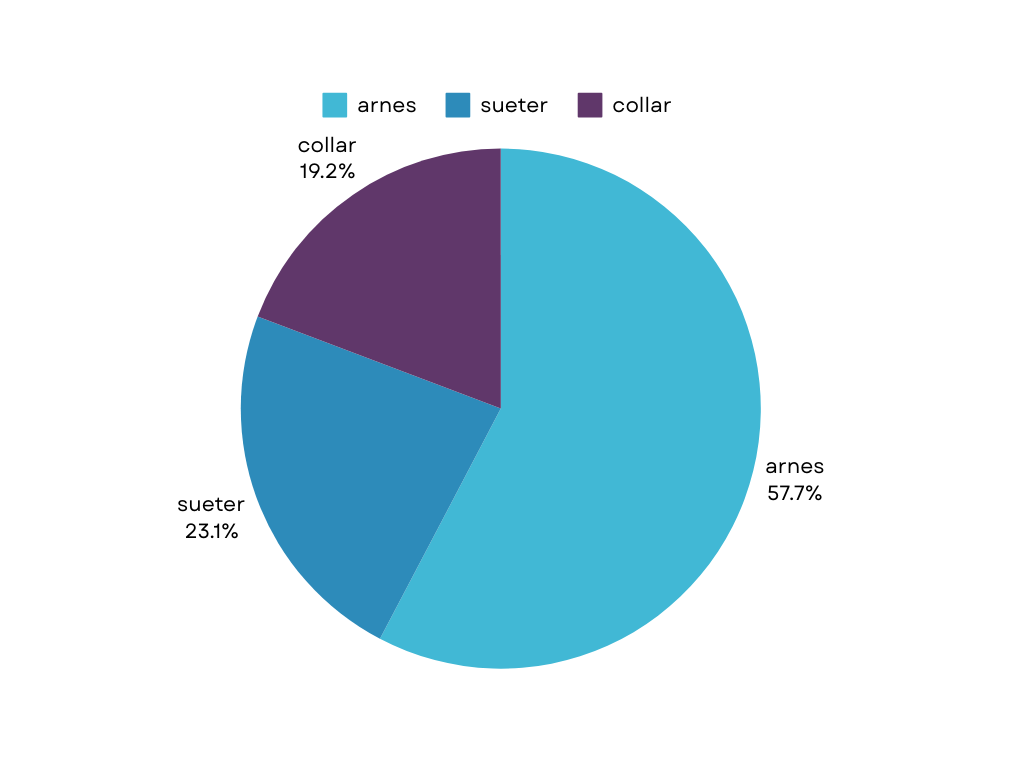 arnes sueter collar
collar
19.2%
arnes
57.7%
sueter
23.1%